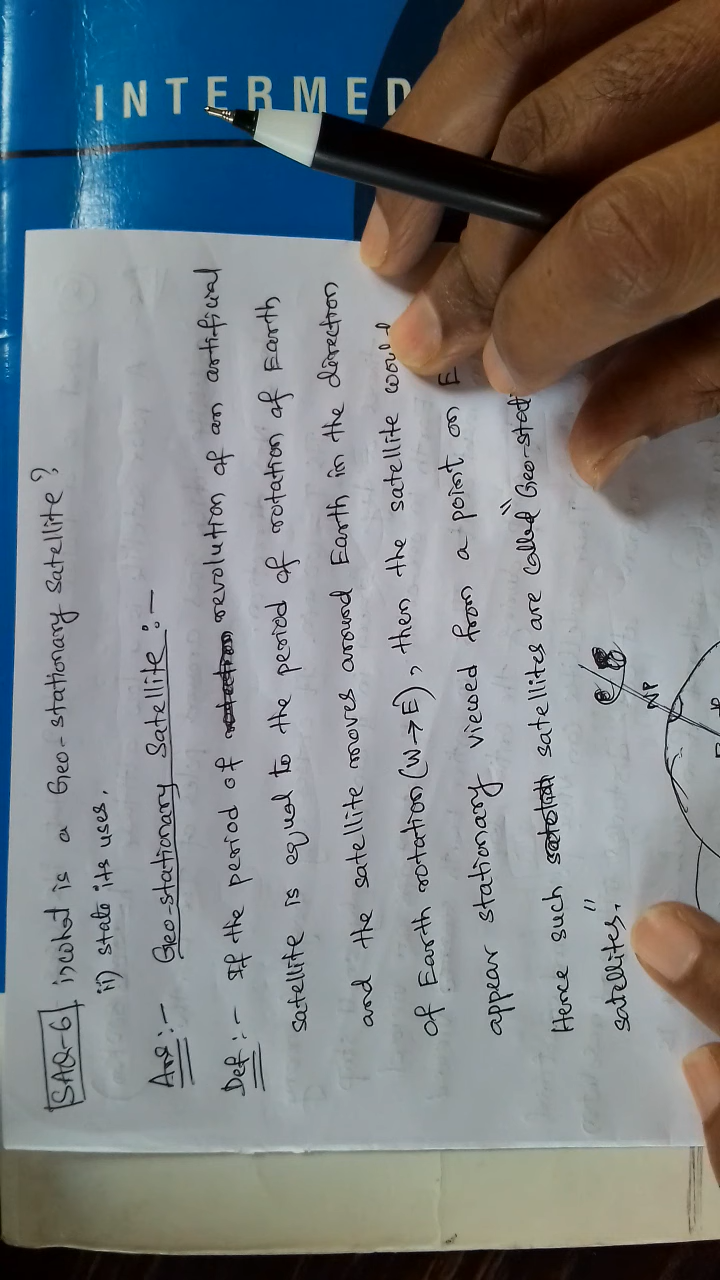 INTERMED
SAQ-6 i) what is a Geo-stationary satellite?
ii) state its uses.
Ans:- Geo-stationary Satellite:-
Def:- If the period of revolution of an artificial
satellite is equal to the period of rotation of Earth
and the satellite moves around Earth in the direction
of Earth rotation (W→E), then the satellite would
appear stationary viewed from a point on E
Hence such satellites are called "Geo-stati
satellites."
NP